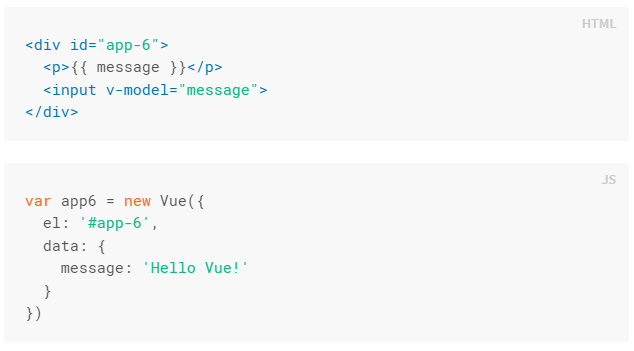 HTML
<div id="app-6">
  <p>{{ message }}</p>
  <input v-model="message">
</div>
JS
var app6 = new Vue({
  el: '#app-6',
  data: {
    message: 'Hello Vue!'
  }
})